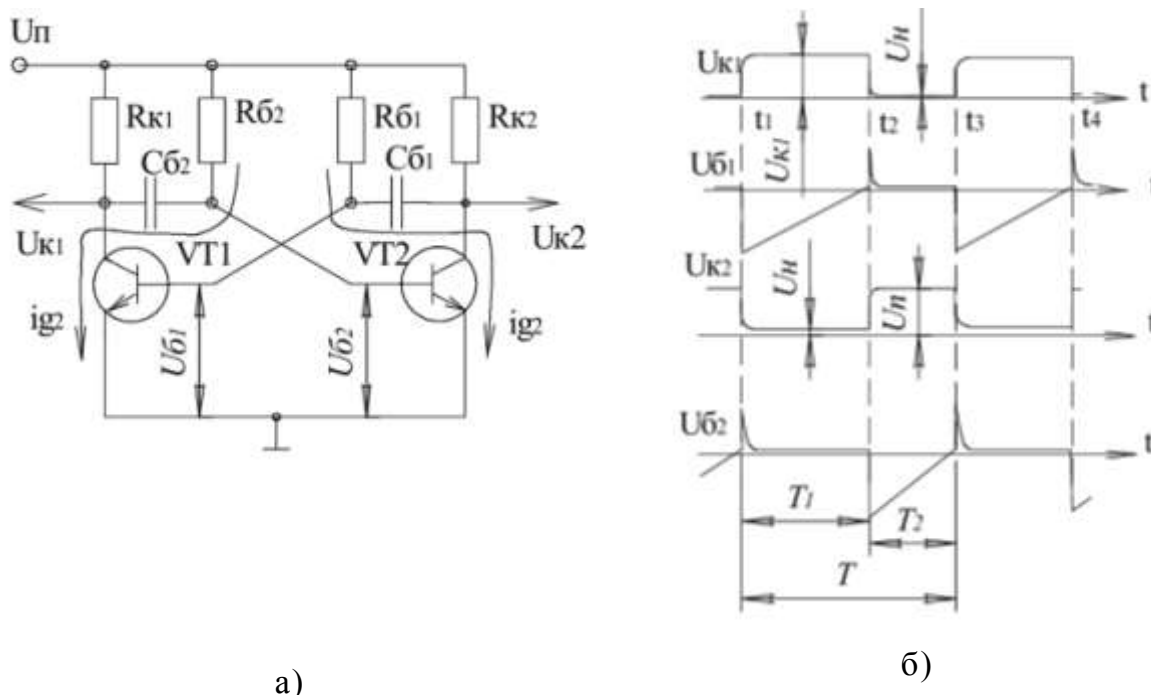 Uп
Rк1
Rб2
Rб1
Rк2
Cб2
Cб1
Uк1
VT1
VT2
Uк2
ig2
Uб1
Uб2
ig2
а)
Uк1
Uн
t
t1
t2
t3
t4
Uк1
Uб1
t
Uк2
Uн
Uп
t
Uб2
t
T1
T2
T
б)